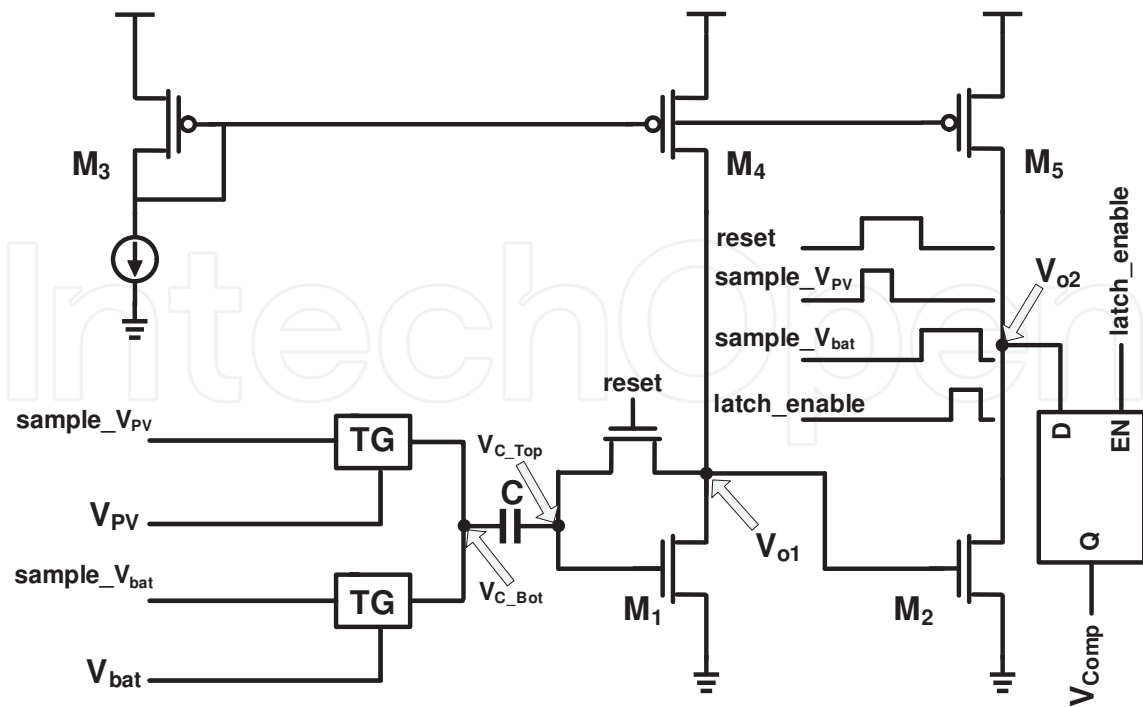 M3
M4
M5
reset
sample_VPV
sample_Vbat
latch_enable
Vo2
latch_enable
reset
sample_VPV
TG
VC_Top
C
VPV
Vo1
sample_Vbat
TG
VC_Bot
M1
M2
Vbat
D
EN
Q
VComp
IntechOpen